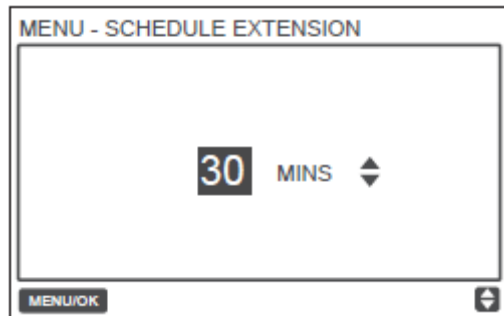 MENU - SCHEDULE EXTENSION
30 MINS
MENU/OK